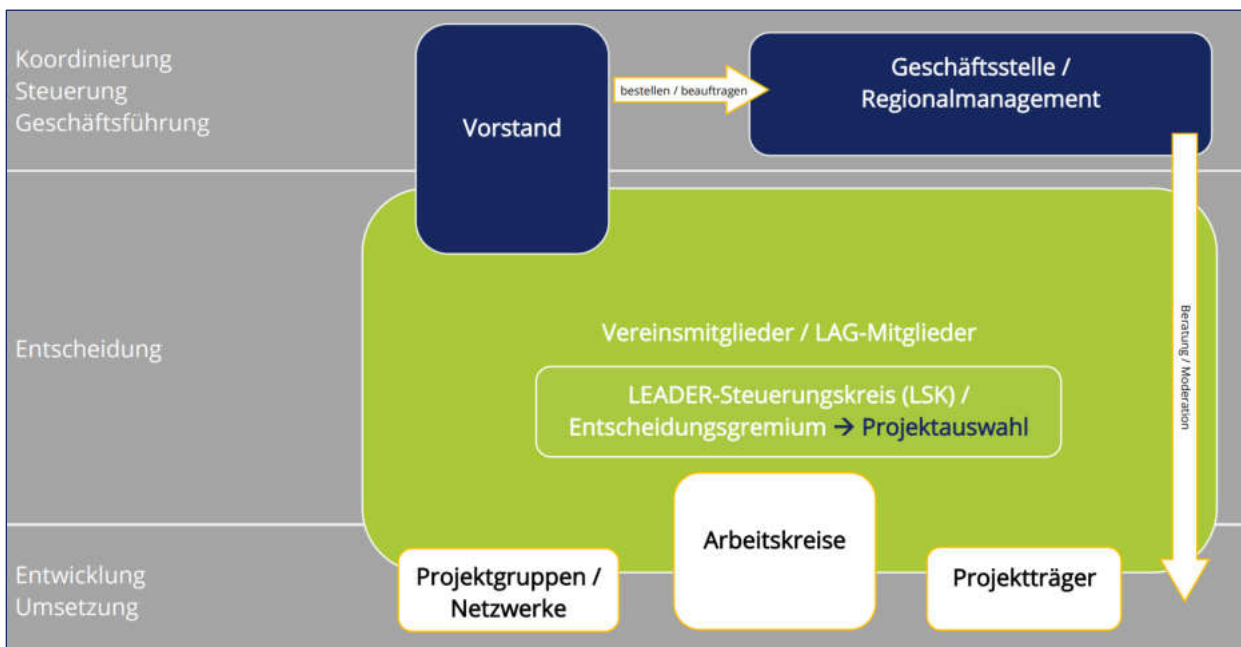 Koordinierung
Steuerung
Geschäftsführung
Vorstand
bestellen / beauftragen
Geschäftsstelle /
Regionalmanagement
Entscheidung
Vereinsmitglieder / LAG-Mitglieder
LEADER-Steuerungskreis (LSK) /
Entscheidungsgremium → Projektauswahl
Beratung / Moderation
Entwicklung
Umsetzung
Projektgruppen /
Netzwerke
Arbeitskreise
Projektträger